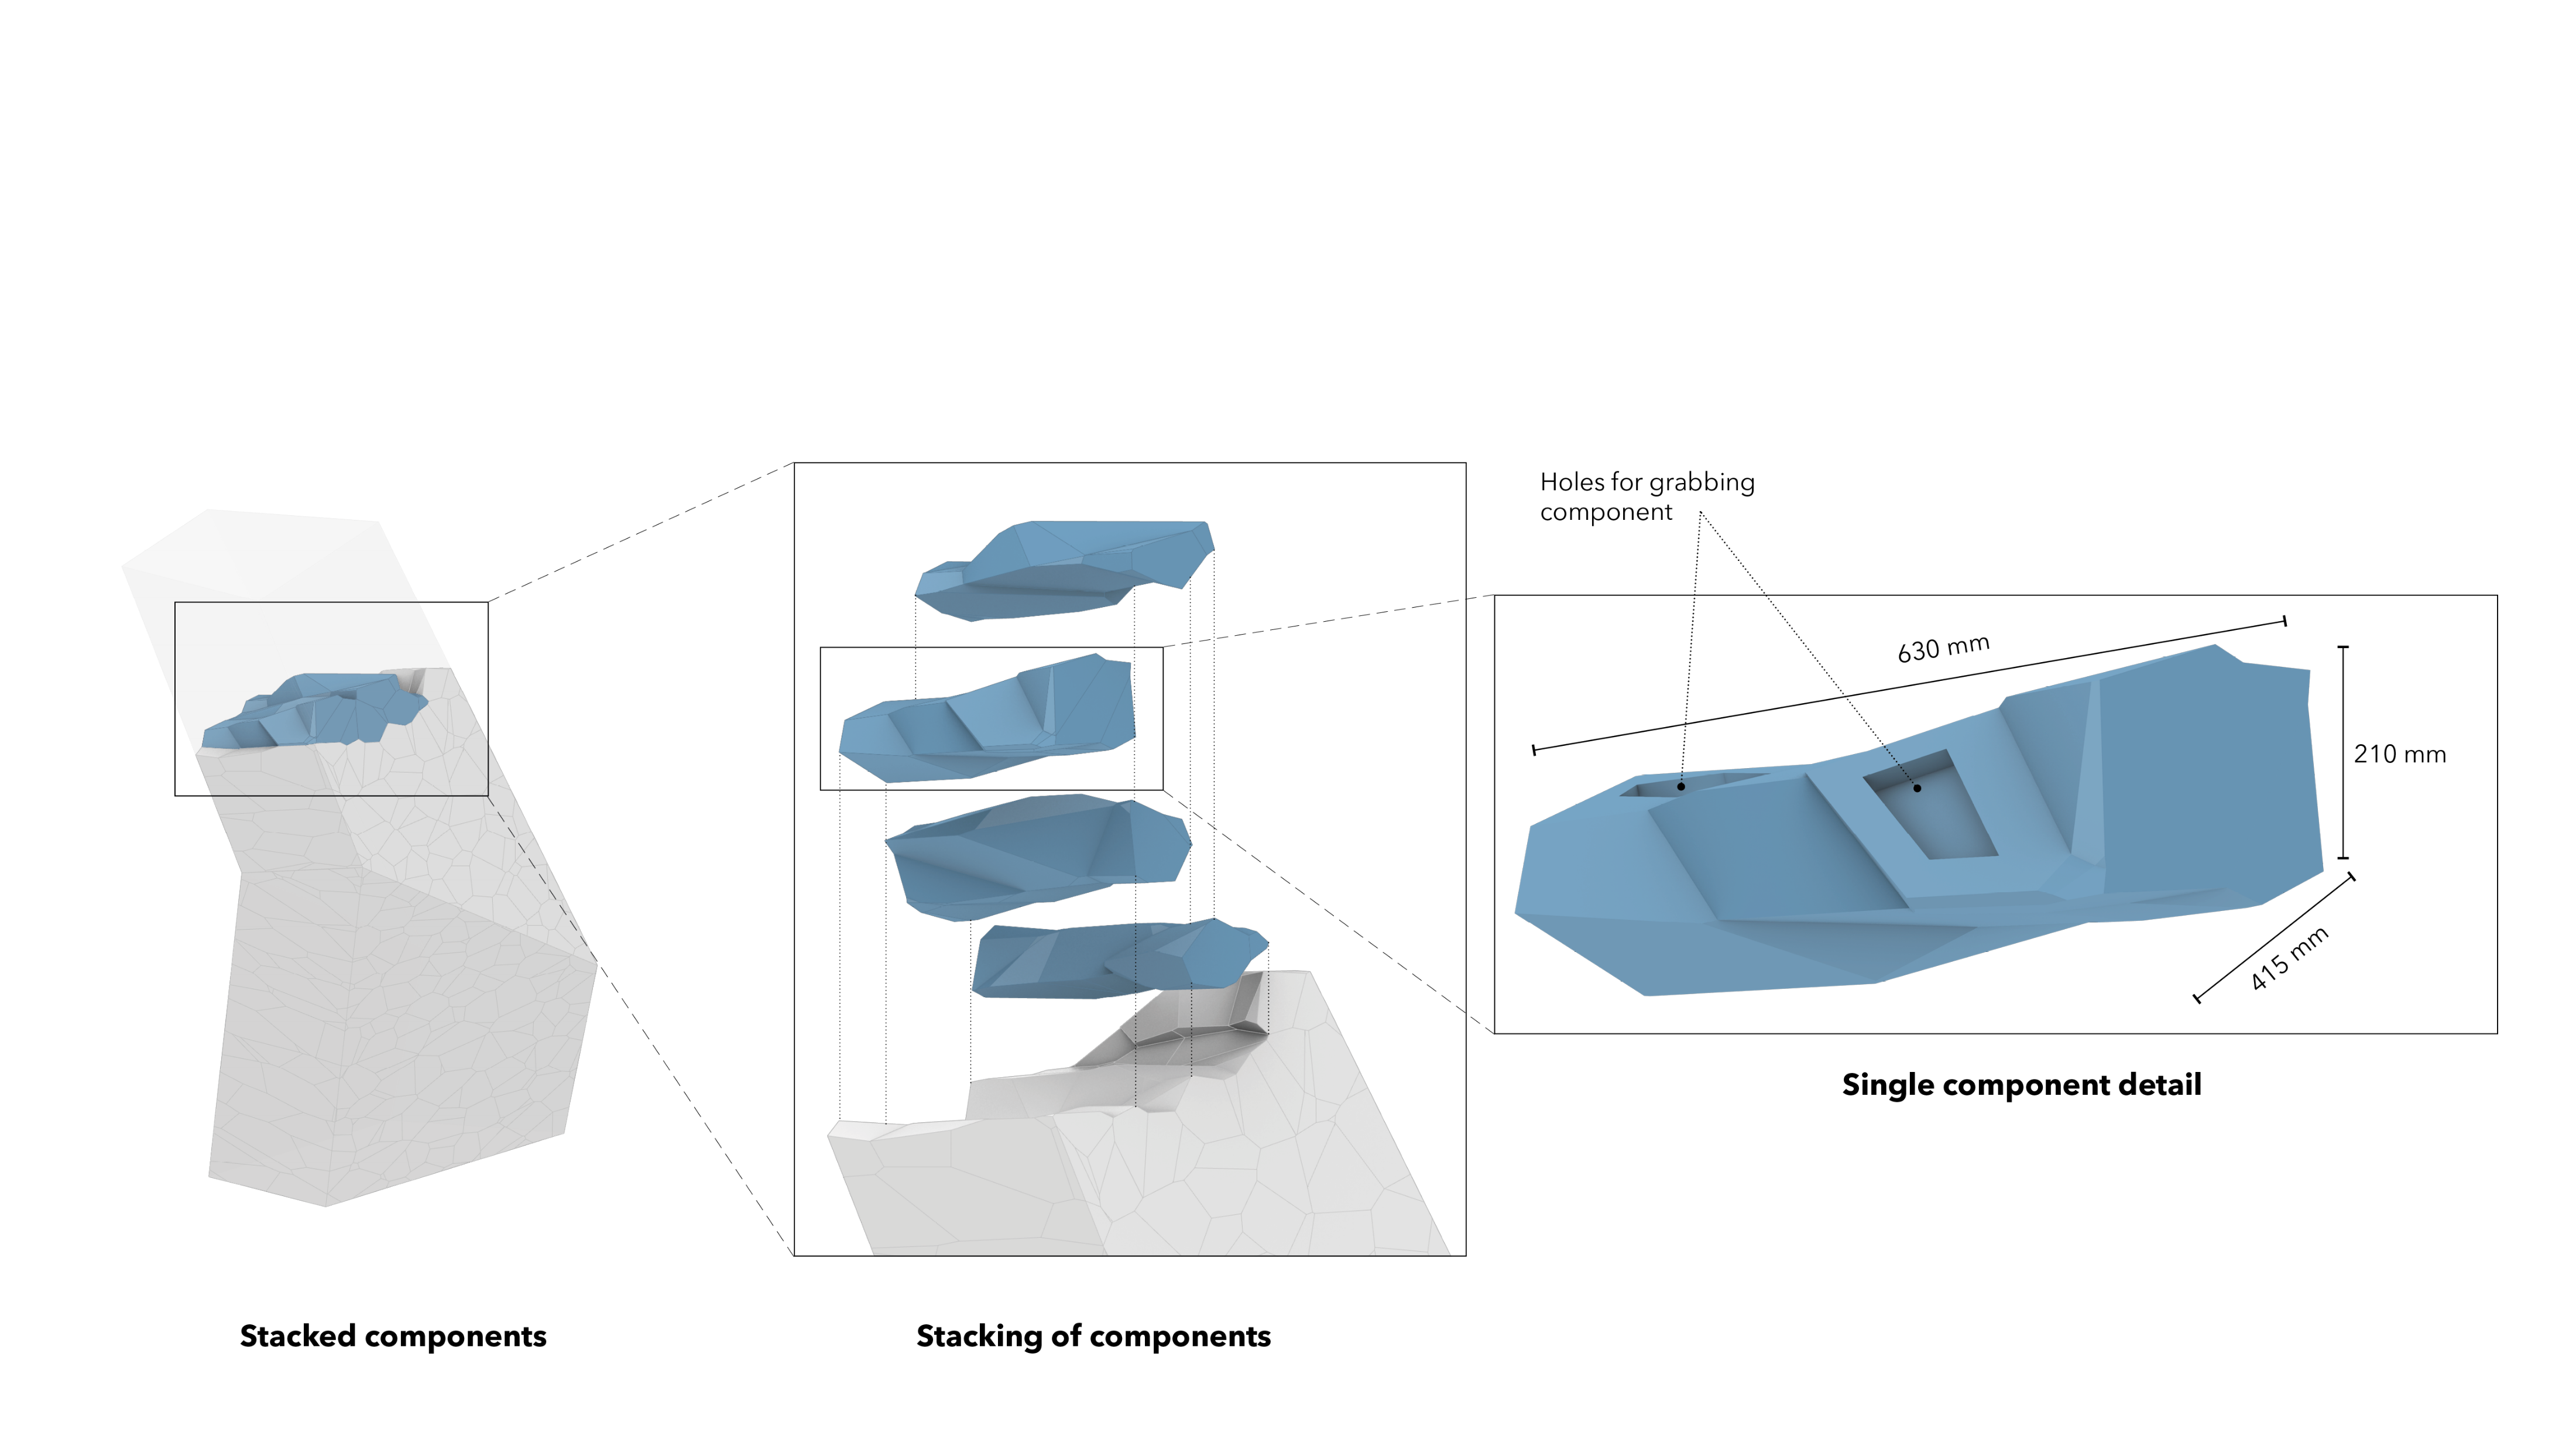 Holes for grabbing
component
630 mm
210 mm
415 mm
Single component detail
Stacked components
Stacking of components